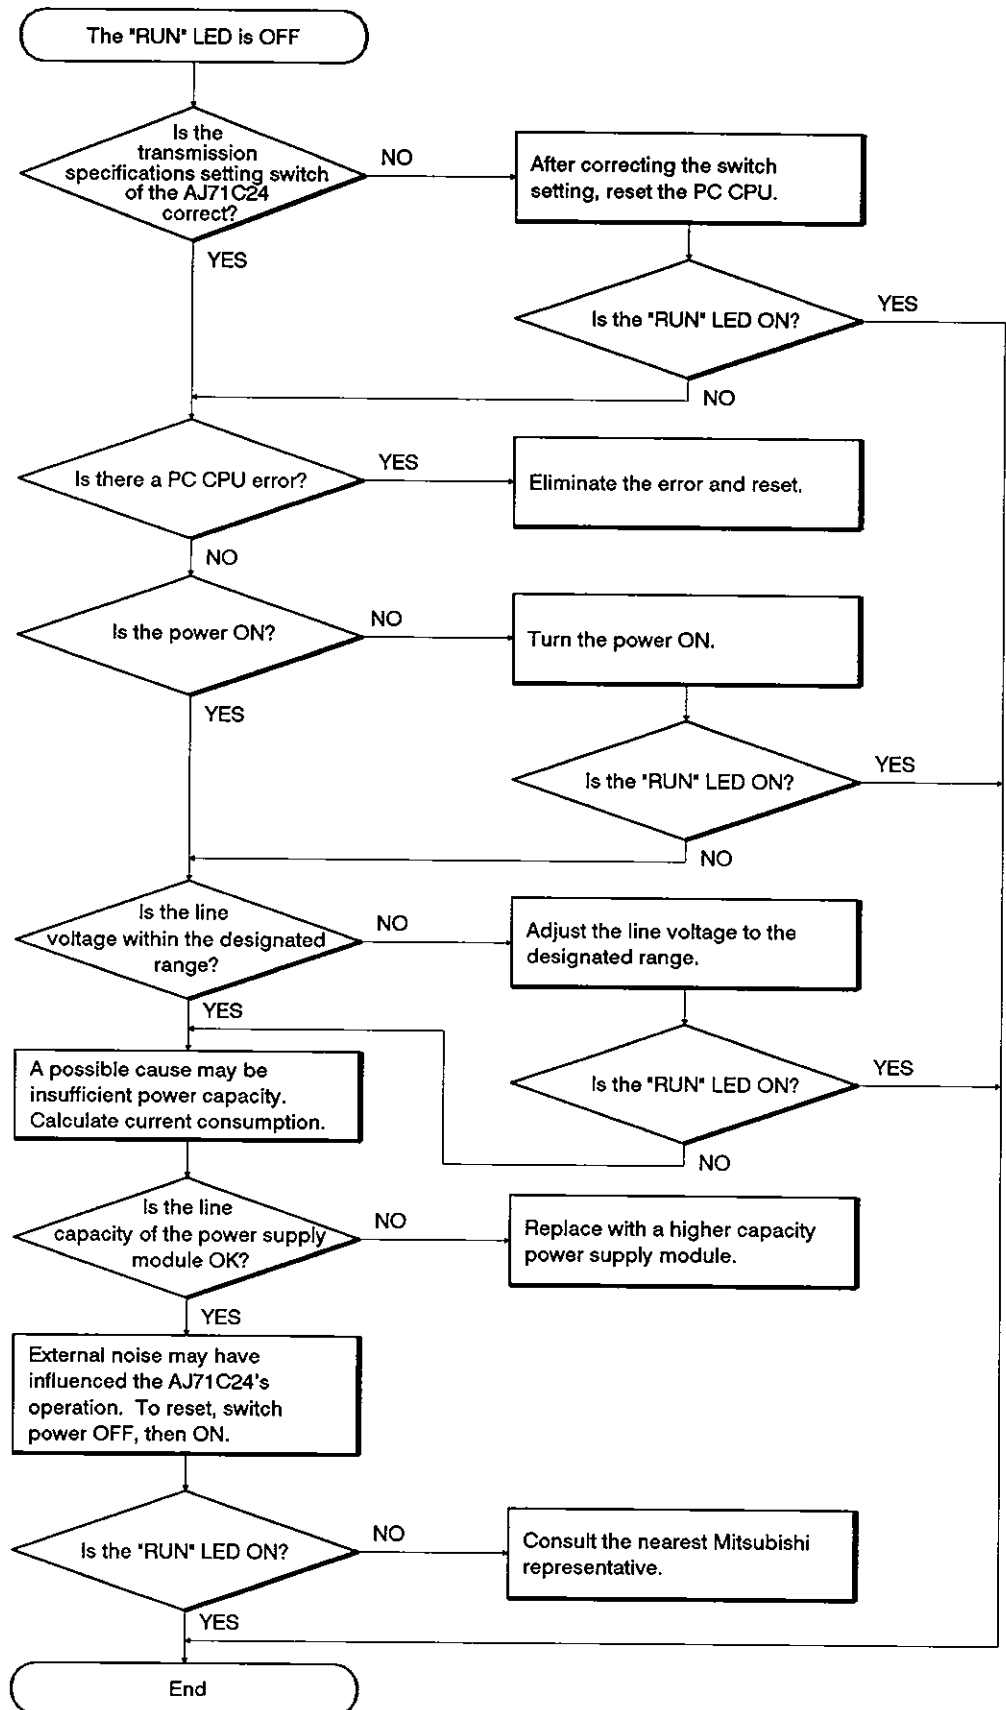 The "RUN" LED is OFF
Is the
transmission
specifications setting switch
of the AJ71C24
correct?
NO
After correcting the switch
setting, reset the PC CPU.
YES
Is the "RUN" LED ON?
YES
NO
Is there a PC CPU error?
YES
Eliminate the error and reset.
NO
Is the power ON?
NO
Turn the power ON.
YES
Is the "RUN" LED ON?
YES
NO
Is the line
voltage within the designated
range?
NO
Adjust the line voltage to the
designated range.
YES
A possible cause may be
insufficient power capacity.
Calculate current consumption.
Is the "RUN" LED ON?
YES
NO
Is the line
capacity of the power supply
module OK?
NO
Replace with a higher capacity
power supply module.
YES
External noise may have
influenced the AJ71C24's
operation. To reset, switch
power OFF, then ON.
Is the "RUN" LED ON?
NO
Consult the nearest Mitsubishi
representative.
YES
End